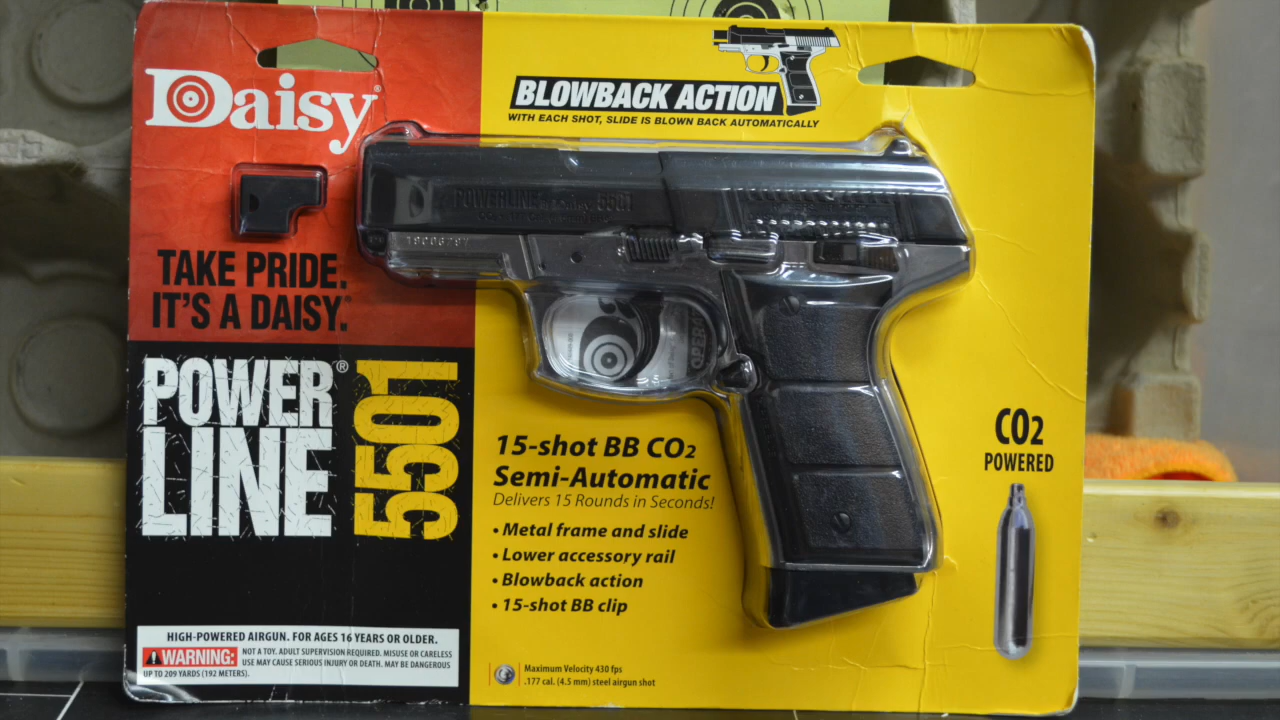 Daisy®
BLOWBACK ACTION
WITH EACH SHOT, SLIDE IS BLOWN BACK AUTOMATICALLY
POWERLINE 5501
TAKE PRIDE.
IT'S A DAISY.®
POWER®
LINE
5501
S
OPER
S
15-shot BB CO2
Semi-Automatic
Delivers 15 Rounds in Seconds!
• Metal frame and slide
• Lower accessory rail
• Blowback action
• 15-shot BB clip
CO2
POWERED
HIGH-POWERED AIRGUN. FOR AGES 16 YEARS OR OLDER.
WARNING: NOT A TOY. ADULT SUPERVISION REQUIRED. MISUSE OR CARELESS
USE MAY CAUSE SERIOUS INJURY OR DEATH. MAY BE DANGEROUS
UP TO 209 YARDS (192 METERS).
Maximum Velocity 430 fps
.177 cal. (4.5 mm) steel airgun shot